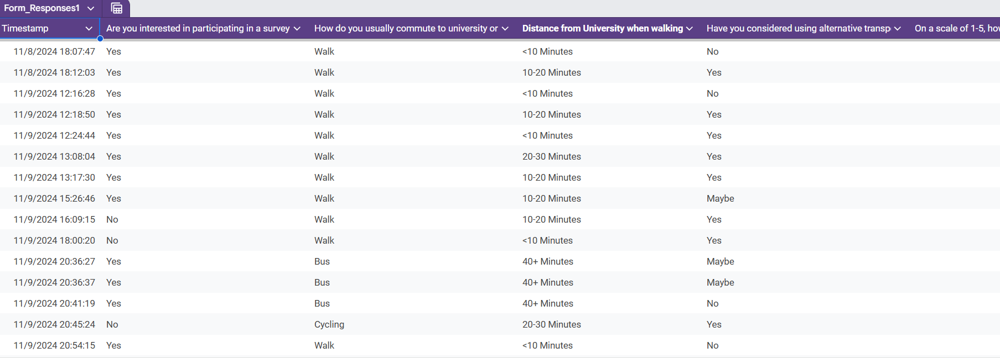 Form_Responses1
Timestamp Are you interested in participating in a survey How do you usually commute to university or Distance from University when walking Have you considered using alternative transp On a scale of 1-5, how
11/8/2024 18:07:47 Yes Walk <10 Minutes No
11/8/2024 18:12:03 Yes Walk 10-20 Minutes Yes
11/9/2024 12:16:28 Yes Walk <10 Minutes No
11/9/2024 12:18:50 Yes Walk 10-20 Minutes Yes
11/9/2024 12:24:44 Yes Walk <10 Minutes Yes
11/9/2024 13:08:04 Yes Walk 20-30 Minutes Yes
11/9/2024 13:17:30 Yes Walk 10-20 Minutes Yes
11/9/2024 15:26:46 Yes Walk 10-20 Minutes Maybe
11/9/2024 16:09:15 No Walk 10-20 Minutes Yes
11/9/2024 18:00:20 No Walk <10 Minutes Yes
11/9/2024 20:36:27 Yes Bus 40+ Minutes Maybe
11/9/2024 20:36:37 Yes Bus 40+ Minutes Maybe
11/9/2024 20:41:19 Yes Bus 40+ Minutes No
11/9/2024 20:45:24 No Cycling 20-30 Minutes Yes
11/9/2024 20:54:15 Yes Walk <10 Minutes No